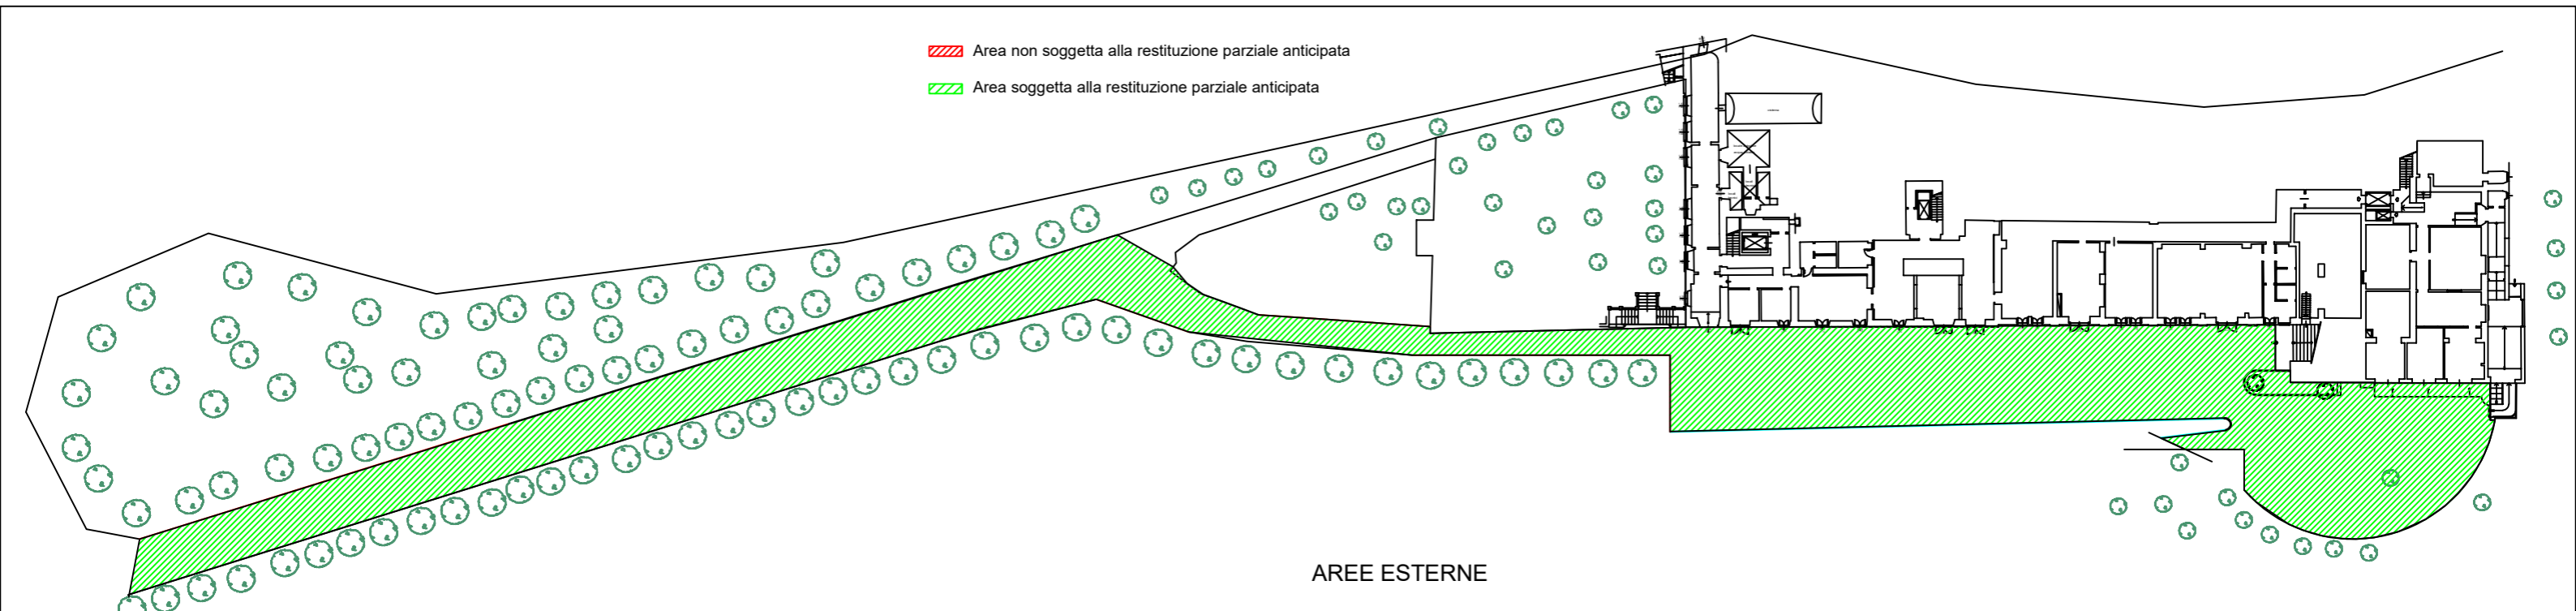 Area non soggetta alla restituzione parziale anticipata
Area soggetta alla restituzione parziale anticipata
AREE ESTERNE